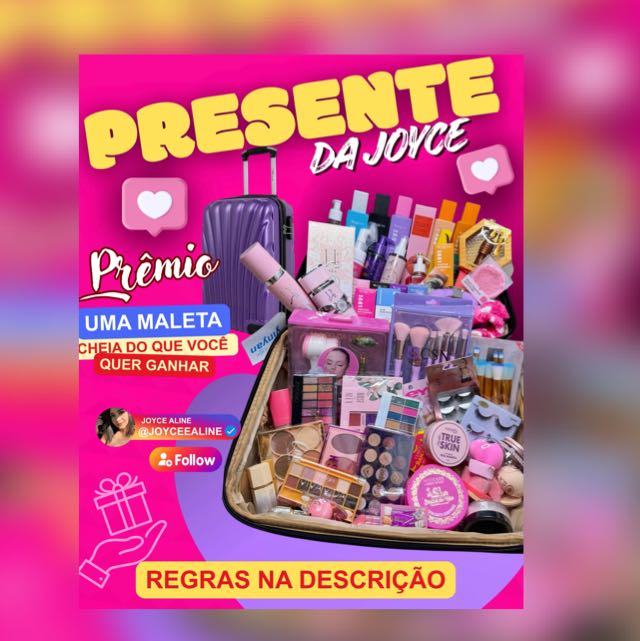 PRESENTE
DA JOYCE
Prêmio
UMA MALETA
CHEIA DO QUE VOCÊ
QUER GANHAR
JOYCE ALINE
@JOYCEEALINE
Follow
TRUE
SKIN
REGRAS NA DESCRIÇÃO